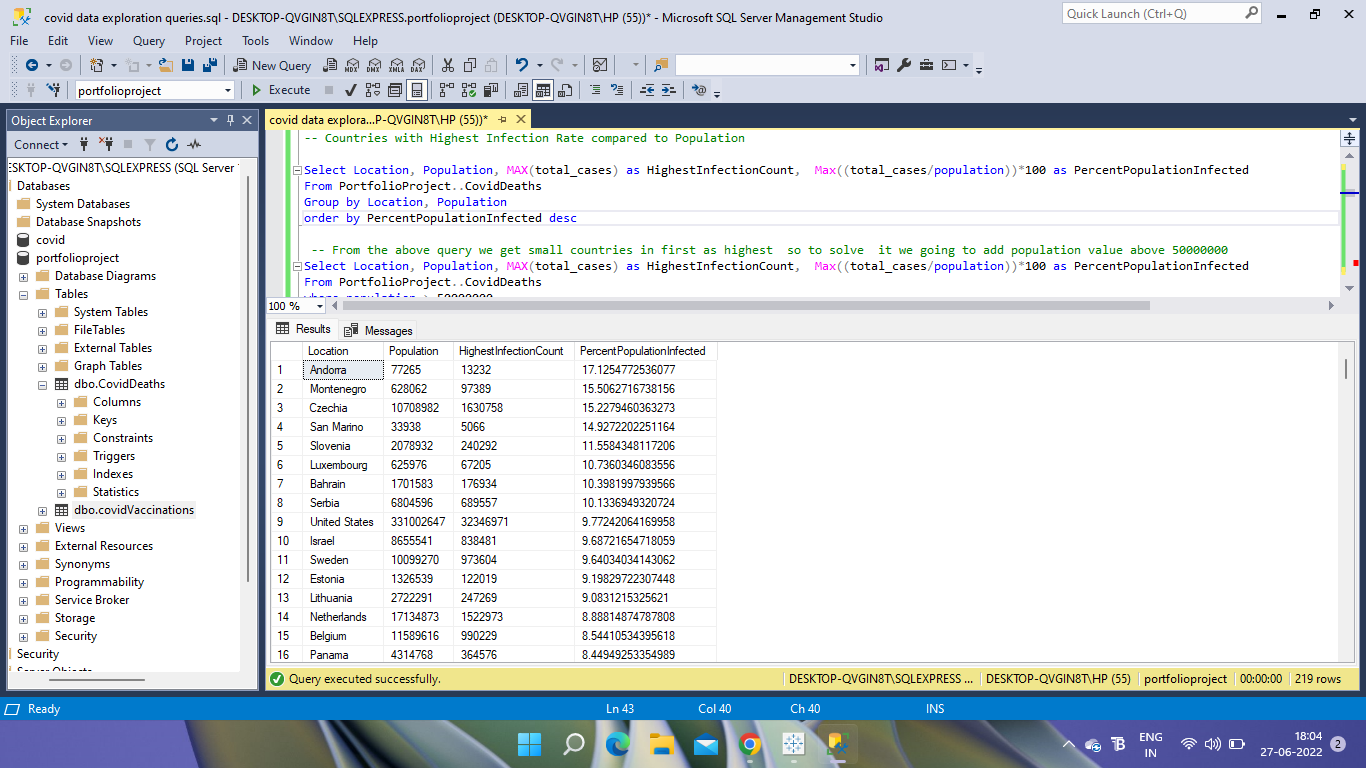 covid data exploration queries.sql - DESKTOP-QVGIN8T\SQLEXPRESS.portfolioproject (DESKTOP-QVGIN8T\HP (55))* - Microsoft SQL Server Management Studio
Quick Launch (Ctrl+Q)
File Edit View Query Project Tools Window Help
New Query
MDX DMX XMLA DAX
portfolioproject Execute
Object Explorer
covid data explora...P-QVGIN8T\HP (55))*
Connect
ESKTOP-QVGIN8T\SQLEXPRESS (SQL Server
Databases
System Databases
Database Snapshots
covid
portfolioproject
Database Diagrams
Tables
System Tables
FileTables
External Tables
Graph Tables
dbo.CovidDeaths
Columns
Keys
Constraints
Triggers
Indexes
Statistics
dbo.covidVaccinations
Views
External Resources
Synonyms
Programmability
Service Broker
Storage
Security
Security
Server Objects
-- Countries with Highest Infection Rate compared to Population
Select Location, Population, MAX(total_cases) as HighestInfectionCount,  Max((total_cases/population))*100 as PercentPopulationInfected
From PortfolioProject..CovidDeaths
Group by Location, Population
order by PercentPopulationInfected desc
-- From the above query we get small countries in first as highest  so to solve  it we going to add population value above 50000000
Select Location, Population, MAX(total_cases) as HighestInfectionCount,  Max((total_cases/population))*100 as PercentPopulationInfected
From PortfolioProject..CovidDeaths
where population > 50000000
100 %
Results Messages
Location Population HighestInfectionCount PercentPopulationInfected
1 Andorra 77265 13232 17.1254772536077
2 Montenegro 628062 97389 15.5062716738156
3 Czechia 10708982 1630758 15.2279460363273
4 San Marino 33938 5066 14.9272202251164
5 Slovenia 2078932 240292 11.5584348117206
6 Luxembourg 625976 67205 10.7360346083556
7 Bahrain 1701583 176934 10.3981997939566
8 Serbia 6804596 689557 10.1336949320724
9 United States 331002647 32346971 9.77242064169958
10 Israel 8655541 838481 9.68721654718059
11 Sweden 10099270 973604 9.64034034143062
12 Estonia 1326539 122019 9.19829722307448
13 Lithuania 2722291 247269 9.0831215325621
14 Netherlands 17134873 1522973 8.88814874787808
15 Belgium 11589616 990229 8.54410534395618
16 Panama 4314768 364576 8.44949253354989
Query executed successfully. DESKTOP-QVGIN8T\SQLEXPRESS ... DESKTOP-QVGIN8T\HP (55) portfolioproject 00:00:00 219 rows
Ready Ln 43 Col 40 Ch 40 INS
ENG
IN
18:04
27-06-2022
2